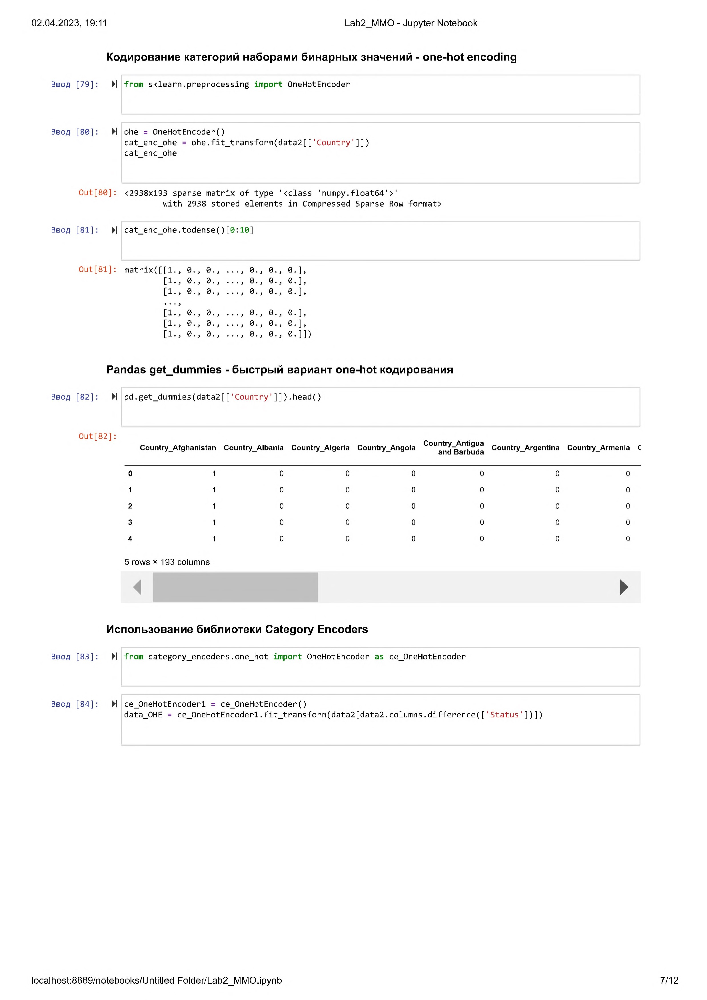 02.04.2023, 19:11 Lab2_MMO - Jupyter Notebook
Кодирование категорий наборами бинарных значений - one-hot encoding
Ввод [79]: from sklearn.preprocessing import OneHotEncoder
Ввод [80]: ohe = OneHotEncoder()
cat_enc_ohe = ohe.fit_transform(data2[['Country']])
cat_enc_ohe
Out[80]: <2938x193 sparse matrix of type '<class 'numpy.float64'>'
with 2938 stored elements in Compressed Sparse Row format>
Ввод [81]: cat_enc_ohe.todense()[0:10]
Out[81]: matrix([[1., 0., 0., ..., 0., 0., 0.],
[1., 0., 0., ..., 0., 0., 0.],
[1., 0., 0., ..., 0., 0., 0.],
...,
[1., 0., 0., ..., 0., 0., 0.],
[1., 0., 0., ..., 0., 0., 0.],
[1., 0., 0., ..., 0., 0., 0.]])
Pandas get_dummies - быстрый вариант one-hot кодирования
Ввод [82]: pd.get_dummies(data2[['Country']]).head()
Out[82]:
Country_Afghanistan Country_Albania Country_Algeria Country_Angola Country_Antigua and Barbuda Country_Argentina Country_Armenia
0 1 0 0 0 0 0 0
1 1 0 0 0 0 0 0
2 1 0 0 0 0 0 0
3 1 0 0 0 0 0 0
4 1 0 0 0 0 0 0
5 rows × 193 columns
Использование библиотеки Category Encoders
Ввод [83]: from category_encoders.one_hot import OneHotEncoder as ce_OneHotEncoder
Ввод [84]: ce_OneHotEncoder1 = ce_OneHotEncoder()
data_OHE = ce_OneHotEncoder1.fit_transform(data2[data2.columns.difference(['Status'])])
localhost:8889/notebooks/Untitled Folder/Lab2_MMO.ipynb 7/12